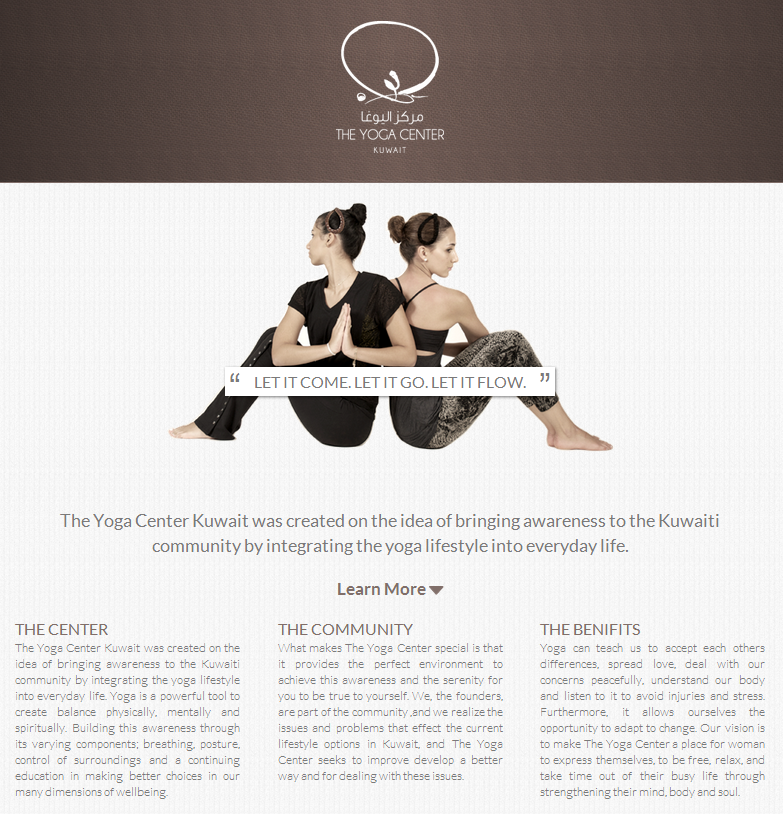 مركز اليوغا
THE YOGA CENTER
KUWAIT
“ LET IT COME. LET IT GO. LET IT FLOW. ”
The Yoga Center Kuwait was created on the idea of bringing awareness to the Kuwaiti
community by integrating the yoga lifestyle into everyday life.
Learn More
THE CENTER
The Yoga Center Kuwait was created on the
idea of bringing awareness to the Kuwaiti
community by integrating the yoga lifestyle
into everyday life. Yoga is a powerful tool to
create balance physically, mentally and
spiritually. Building this awareness through
its varying components; breathing, posture,
control of surroundings and a continuing
education in making better choices in our
many dimensions of wellbeing.
THE COMMUNITY
What makes The Yoga Center special is that
it provides the perfect environment to
achieve this awareness and the serenity for
you to be true to yourself. We, the founders,
are part of the community ,and we realize the
issues and problems that effect the current
lifestyle options in Kuwait, and The Yoga
Center seeks to improve develop a better
way and for dealing with these issues.
THE BENIFITS
Yoga can teach us to accept each others
differences, spread love, deal with our
concerns peacefully, understand our body
and listen to it to avoid injuries and stress.
Furthermore, it allows ourselves the
opportunity to adapt to change. Our vision is
to make The Yoga Center a place for woman
to express themselves, to be free, relax, and
take time out of their busy life through
strengthening their mind, body and soul.